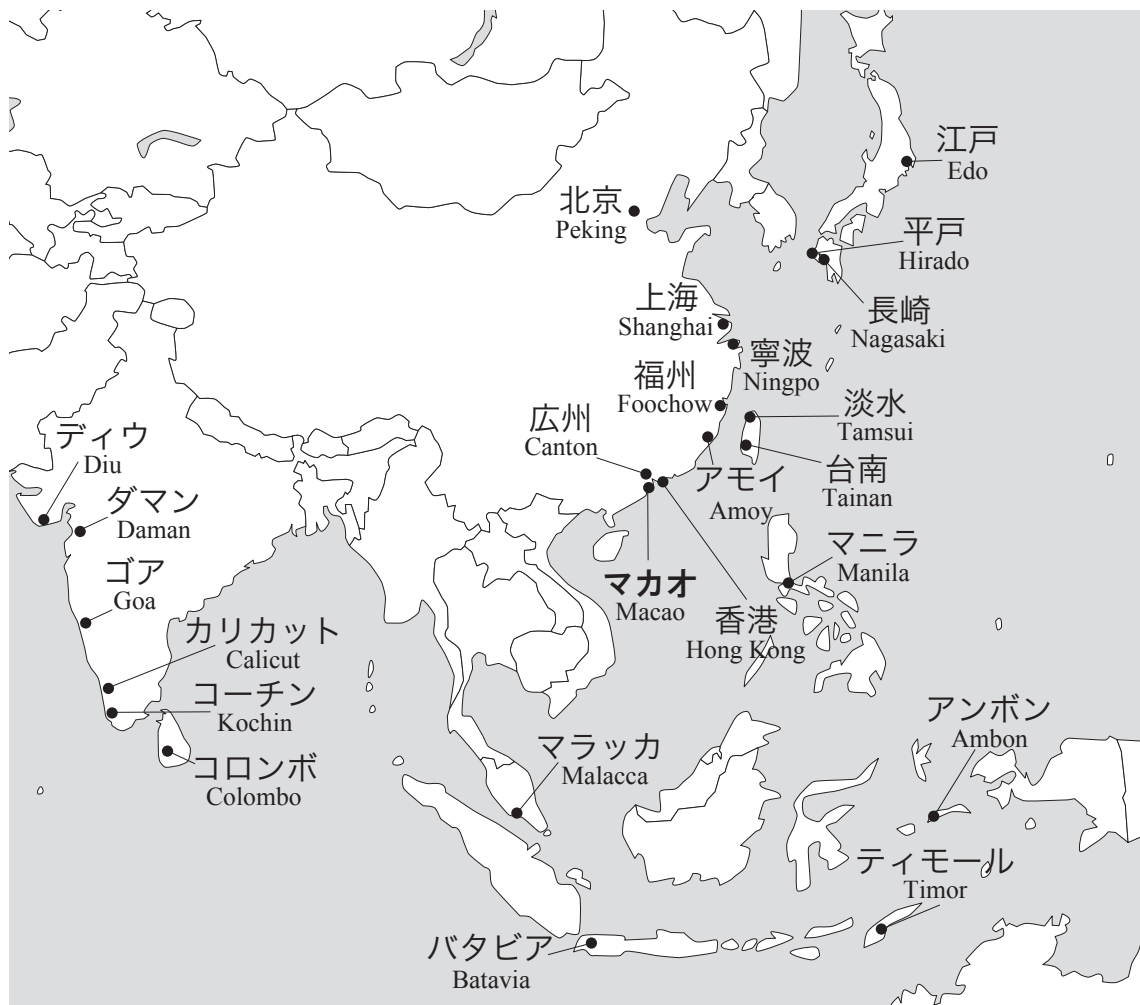 江戸
Edo
北京
Peking
平戸
Hirado
長崎
Nagasaki
上海
Shanghai
寧波
Ningpo
福州
Foochow
淡水
Tamsui
広州
Canton
台南
Tainan
アモイ
Amoy
ディウ
Diu
ダマン
Daman
マニラ
Manila
ゴア
Goa
マカオ
Macao
香港
Hong Kong
カリカット
Calicut
コーチン
Kochin
アンボン
Ambon
マラッカ
Malacca
コロンボ
Colombo
ティモール
Timor
バタビア
Batavia